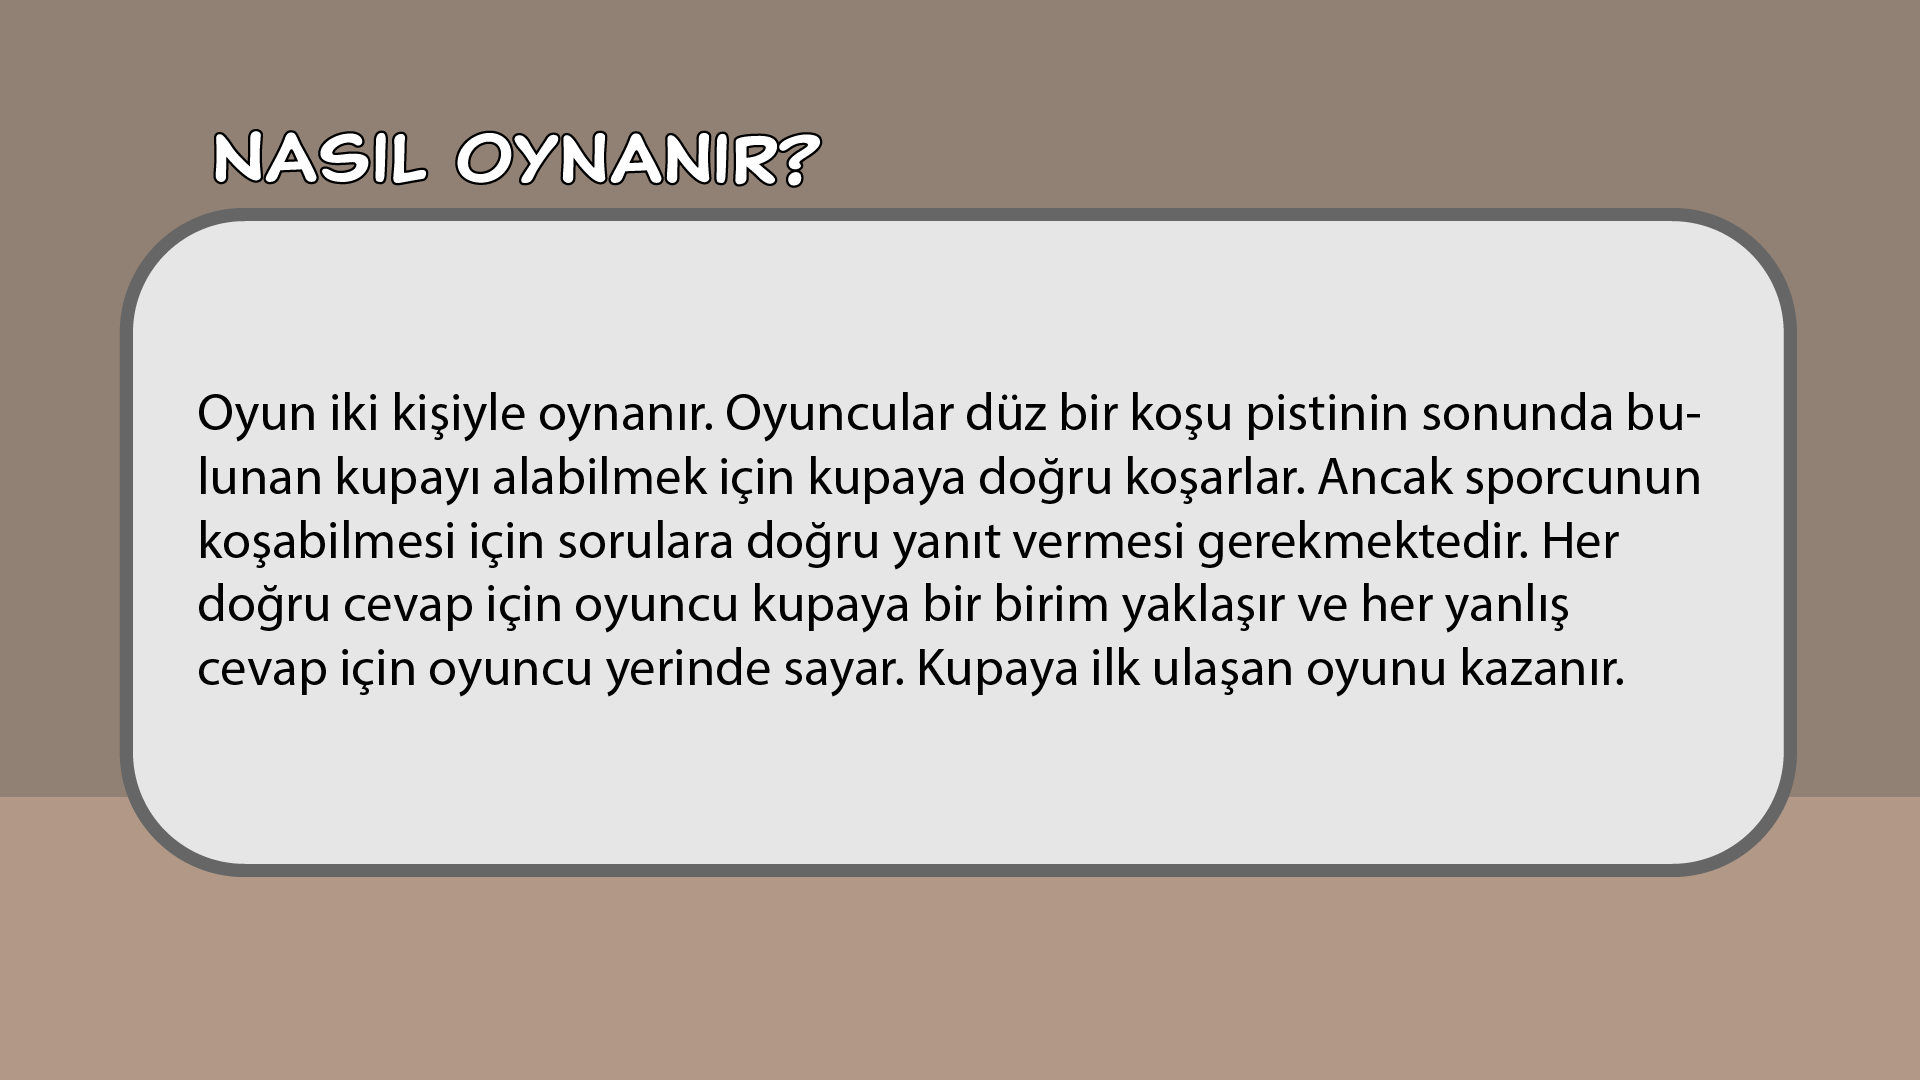 NASIL OYNANIR?
Oyun iki kişiyle oynanır. Oyuncular düz bir koşu pistinin sonunda bu-
lunan kupayı alabilmek için kupaya doğru koşarlar. Ancak sporcunun
koşabilmesi için sorulara doğru yanıt vermesi gerekmektedir. Her
doğru cevap için oyuncu kupaya bir birim yaklaşır ve her yanlış
cevap için oyuncu yerinde sayar. Kupaya ilk ulaşan oyunu kazanır.